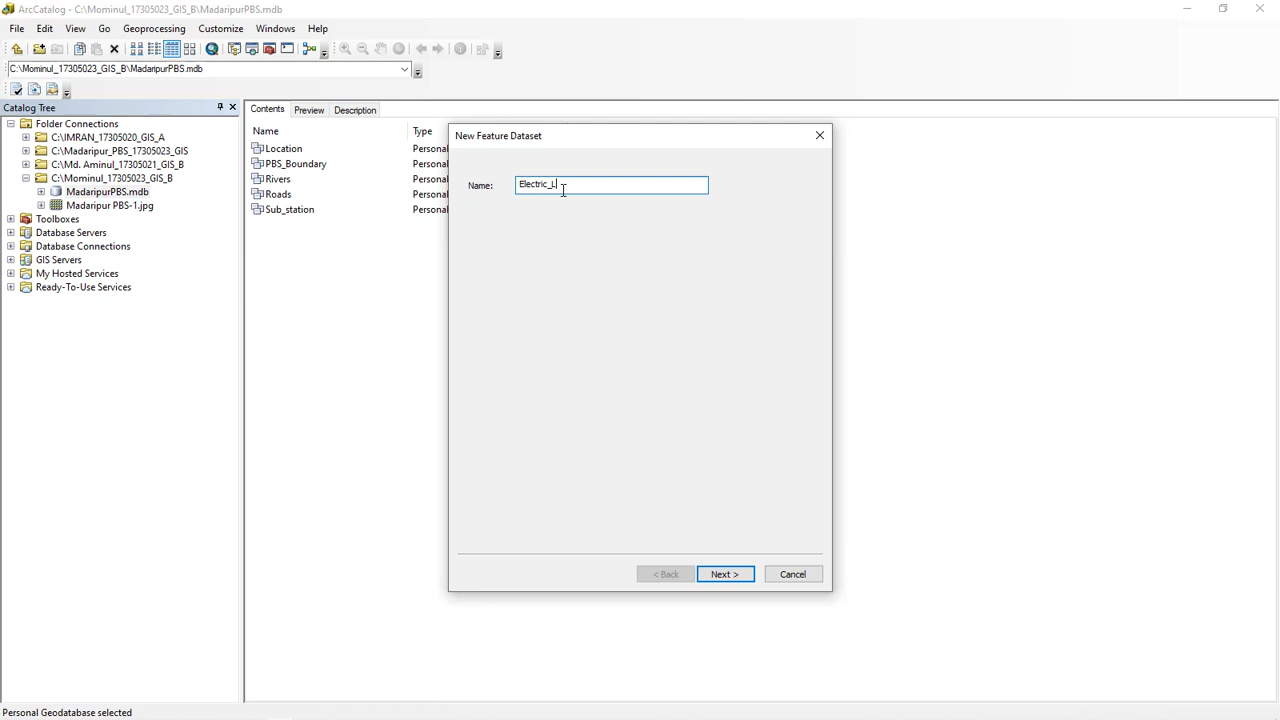 ArcCatalog - C:\Mominul_17305023_GIS_B\MadaripurPBS.mdb
File Edit View Go Geoprocessing Customize Windows Help
C:\Mominul_17305023_GIS_B\MadaripurPBS.mdb
Catalog Tree
Folder Connections
C:\IMRAN_17305020_GIS_A
C:\Madaripur_PBS_17305023_GIS
C:\Md. Aminul_17305021_GIS_B
C:\Mominul_17305023_GIS_B
MadaripurPBS.mdb
Madaripur PBS-1.jpg
Toolboxes
Database Servers
Database Connections
GIS Servers
My Hosted Services
Ready-To-Use Services
Contents Preview Description
Name Type
Location Personal
PBS_Boundary Personal
Rivers Personal
Roads Personal
Sub_station Personal
New Feature Dataset
Name: Electric_L
< Back Next > Cancel
Personal Geodatabase selected